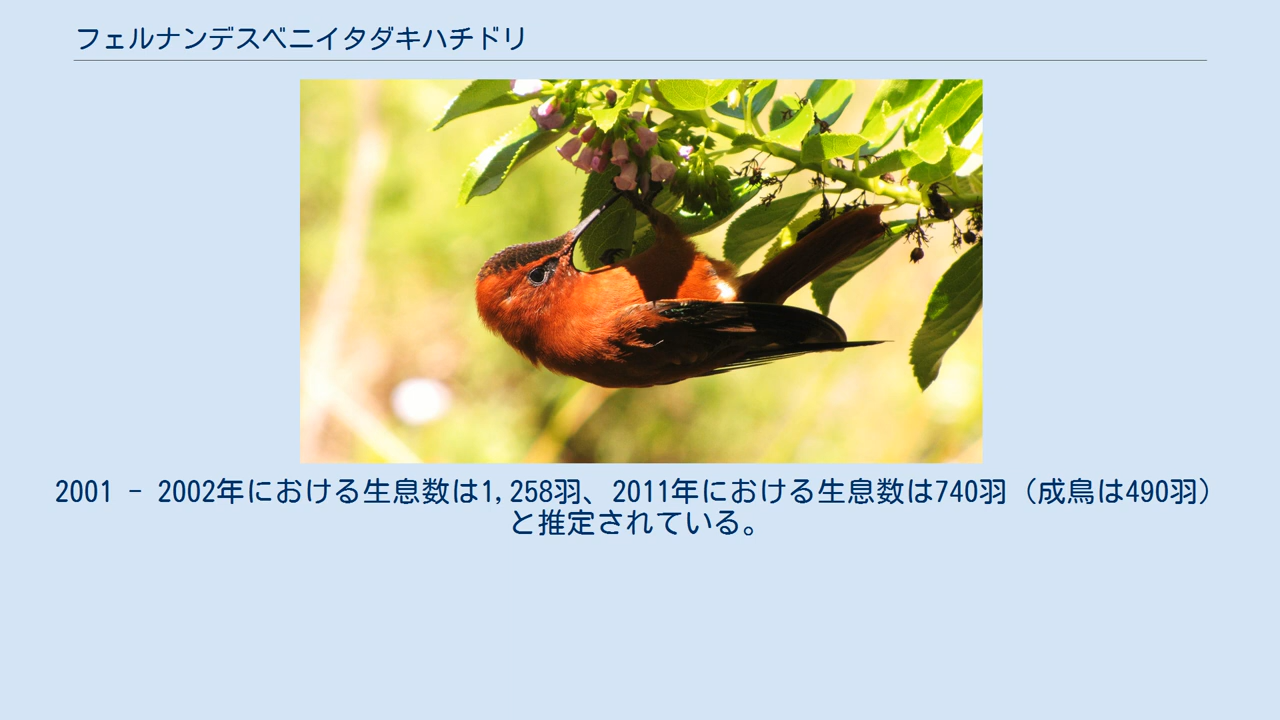 フェルナンデスベニイタダキハチドリ
2001 - 2002年における生息数は1,258羽、2011年における生息数は740羽（成鳥は490羽）
と推定されている。